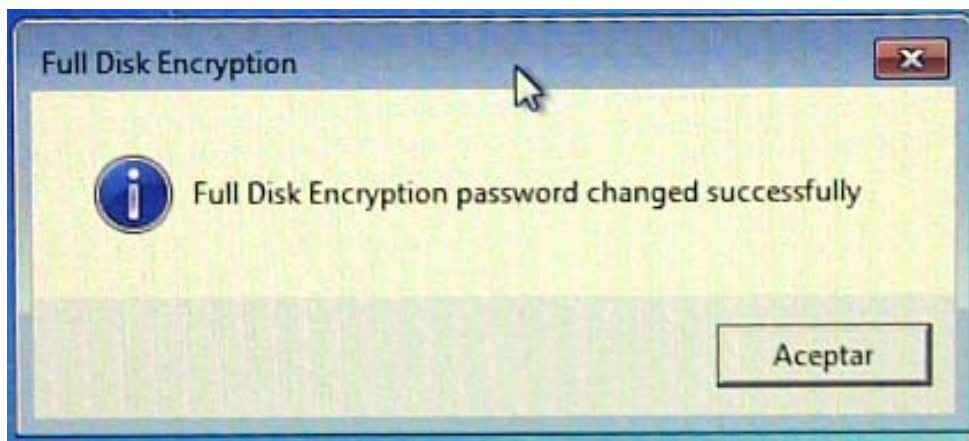 Full Disk Encryption
Full Disk Encryption password changed successfully
Aceptar